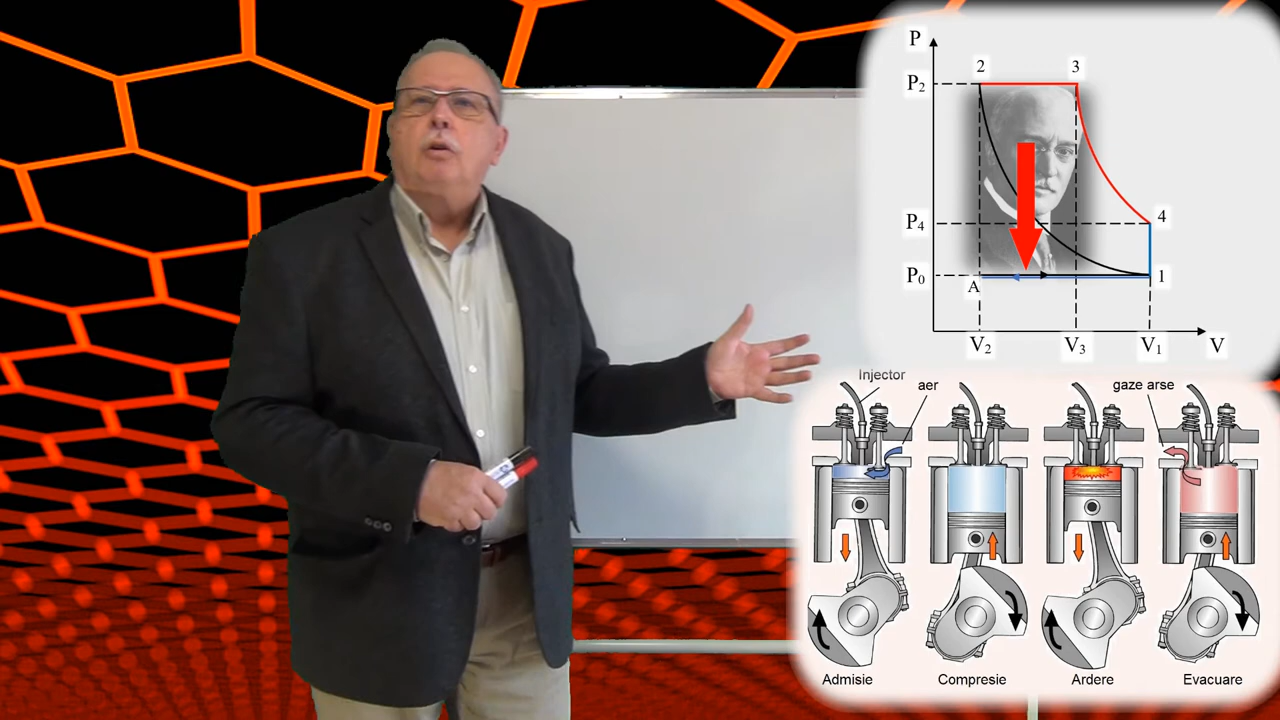 P
2 3
P₂
P₄ 4
P₀ 1
A
V₂ V₃ V₁ V
Injector aer gaze arse
Admisie Compresie Ardere Evacuare